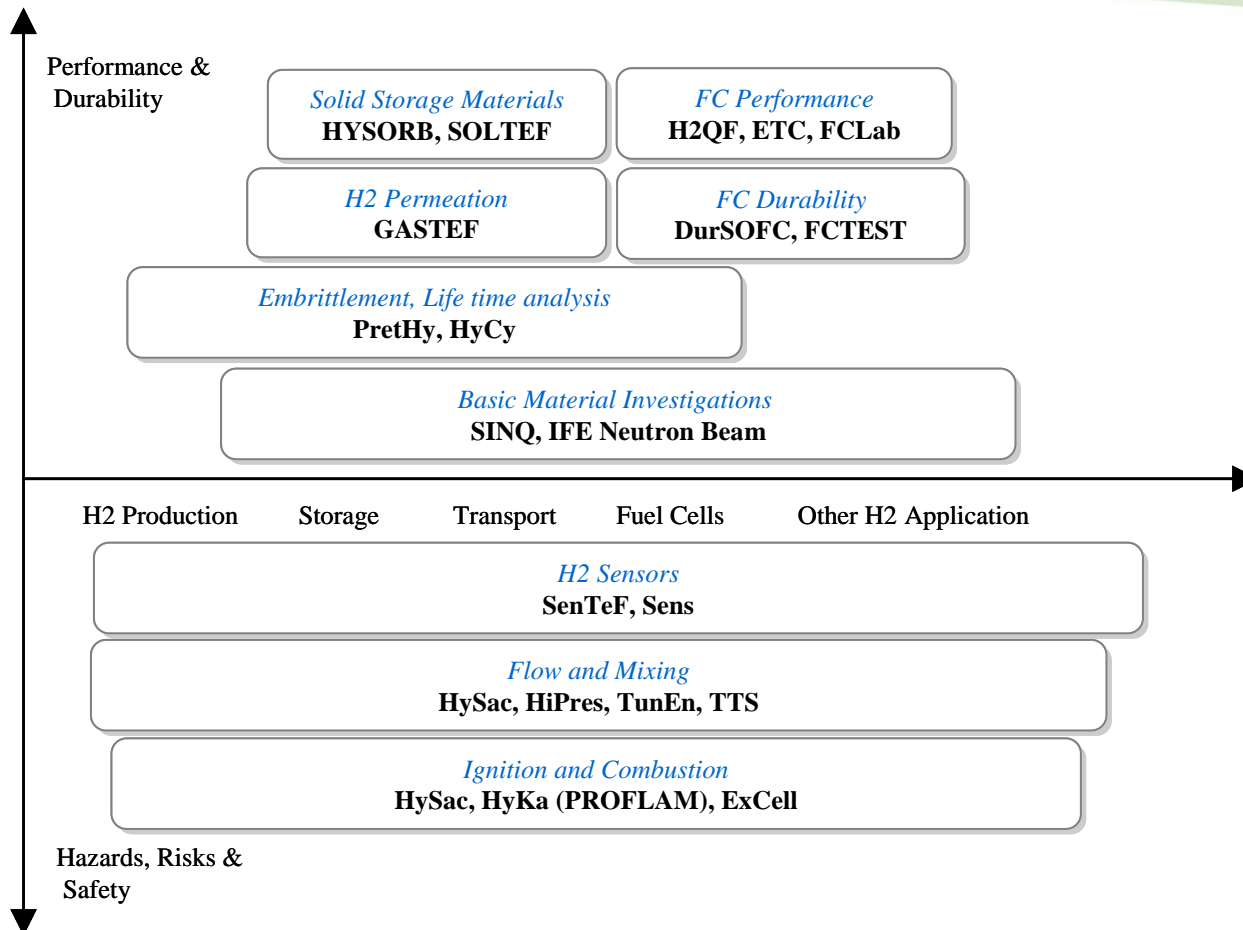 Performance &
Durability
Solid Storage Materials
HYSORB, SOLTEF
FC Performance
H2QF, ETC, FCLab
H2 Permeation
GASTEF
FC Durability
DurSOFC, FCTEST
Embrittlement, Life time analysis
PretHy, HyCy
Basic Material Investigations
SINQ, IFE Neutron Beam
H2 Production Storage Transport Fuel Cells Other H2 Application
H2 Sensors
SenTeF, Sens
Flow and Mixing
HySac, HiPres, TunEn, TTS
Ignition and Combustion
HySac, HyKa (PROFLAM), ExCell
Hazards, Risks &
Safety